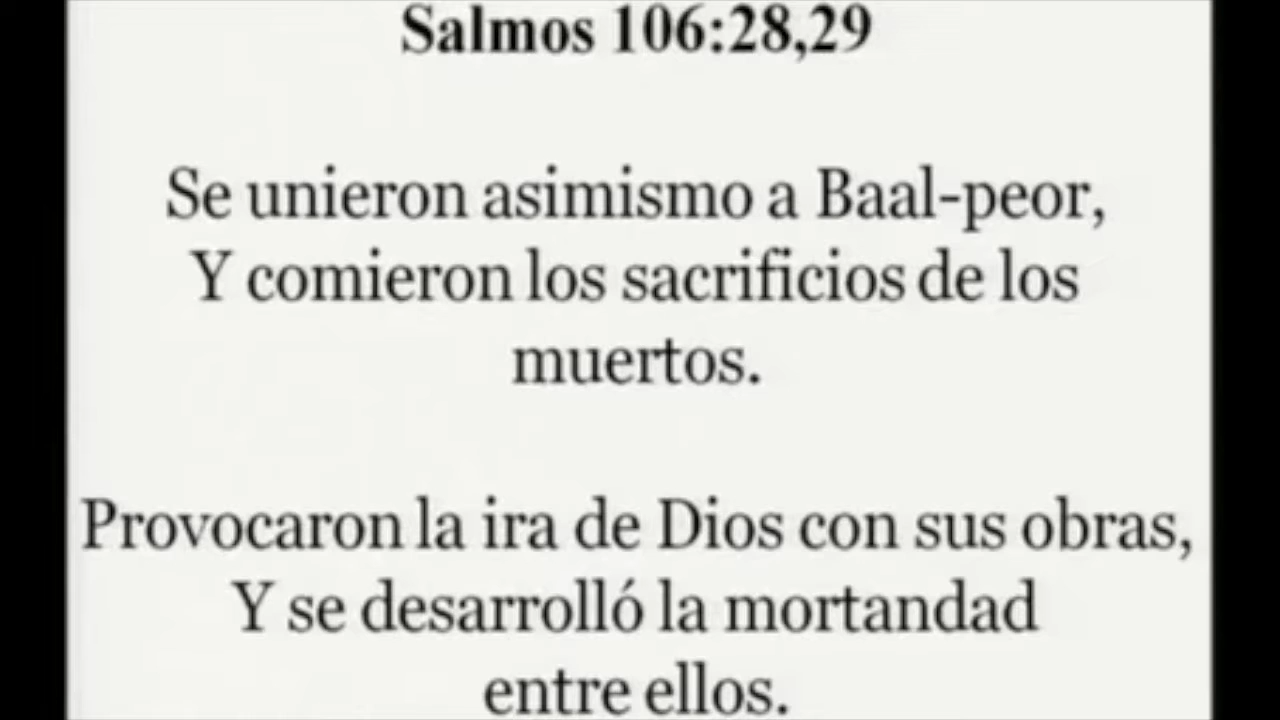 Salmos 106:28,29
Se unieron asimismo a Baal-peor,
Y comieron los sacrificios de los
muertos.
Provocaron la ira de Dios con sus obras,
Y se desarrolló la mortandad
entre ellos.